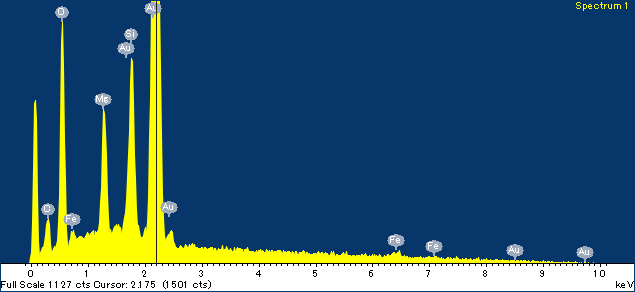 Spectrum 1
O
Au
Si
Au
Mg
C
Fe
Au
Fe
Fe
Au
Au
0 1 2 3 4 5 6 7 8 9 10
Full Scale 1127 cts Cursor: 2.175 (1501 cts) keV